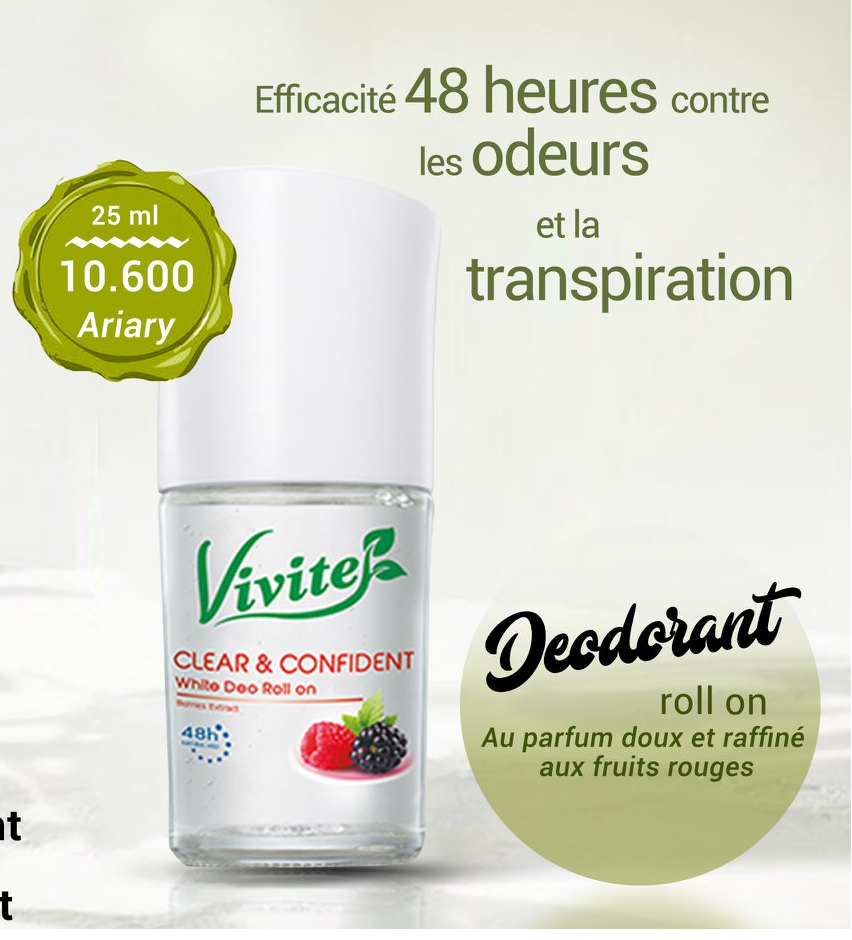 Efficacité 48 heures contre
les odeurs
et la
transpiration
25 ml
10.600
Ariary
Vivite
CLEAR & CONFIDENT
White Deo Roll on
Berries Extract
48h
Deodorant
roll on
Au parfum doux et raffiné
aux fruits rouges
t